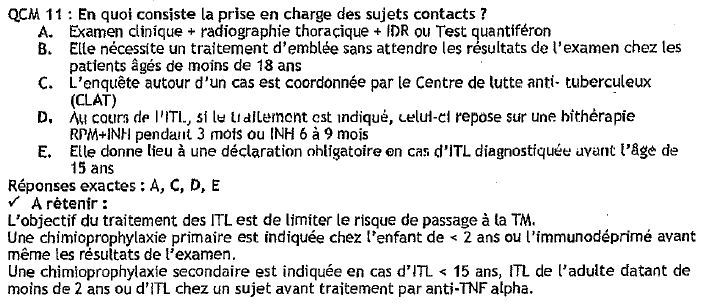 QCM 11 : En quoi consiste la prise en charge des sujets contacts ?
A. Examen clinique + radiographie thoracique + IDR ou Test quantiféron
B. Elle nécessite un traitement d'emblée sans attendre les résultats de l'examen chez les
patients âgés de moins de 18 ans
C. L'enquête autour d'un cas est coordonnée par le Centre de lutte anti- tuberculeux
(CLAT)
D. Au cours de l'ITL, si le traitement est indiqué, celui-ci repose sur une bithérapie
RPM+INH pendant 3 mois ou INH 6 à 9 mois
E. Elle donne lieu à une déclaration obligatoire en cas d'ITL diagnostiquée avant l'âge de
15 ans
Réponses exactes : A, C, D, E
✓ A retenir :
L'objectif du traitement des ITL est de limiter le risque de passage à la TM.
Une chimioprophylaxie primaire est indiquée chez l'enfant de < 2 ans ou l'immunodéprimé avant
même les résultats de l'examen.
Une chimioprophylaxie secondaire est indiquée en cas d'ITL < 15 ans, ITL de l'adulte datant de
moins de 2 ans ou d'ITL chez un sujet avant traitement par anti-TNF alpha.